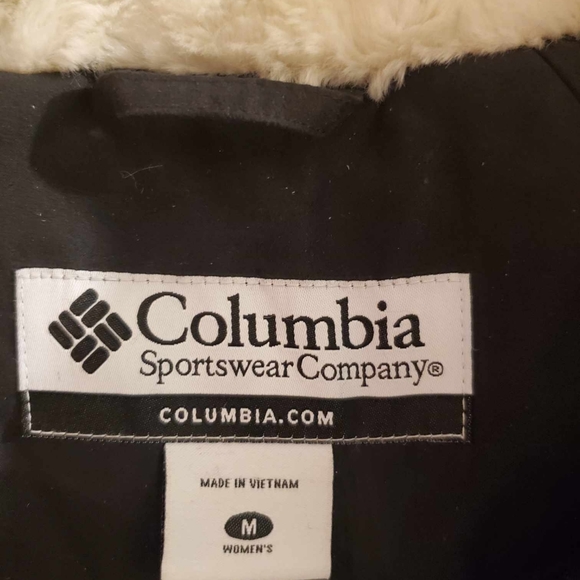 Columbia
Sportswear Company®
COLUMBIA.COM
MADE IN VIETNAM
M
WOMEN'S